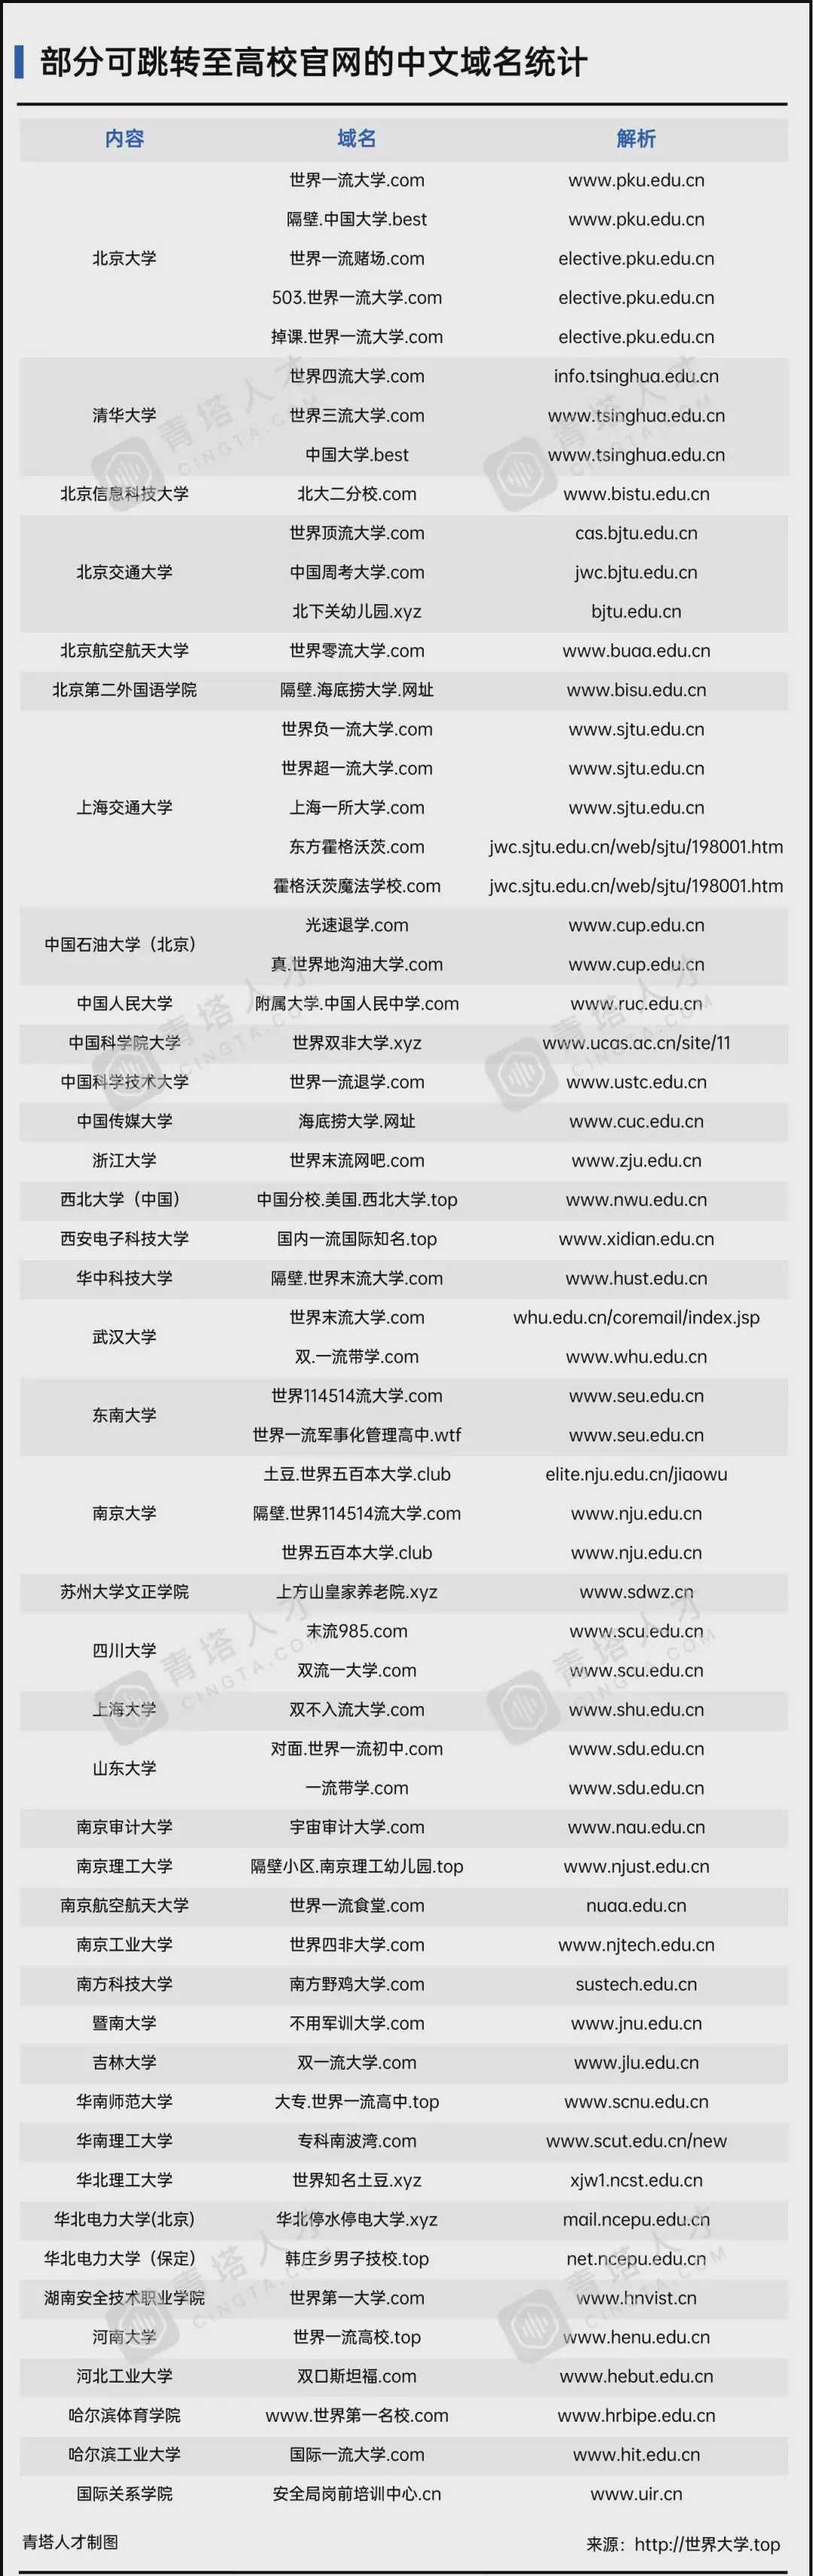 部分可跳转至高校官网的中文域名统计
内容 域名 解析
世界一流大学.com www.pku.edu.cn
隔壁.中国大学.best www.pku.edu.cn
北京大学 世界一流赌场.com elective.pku.edu.cn
503.世界一流大学.com elective.pku.edu.cn
掉课.世界一流大学.com elective.pku.edu.cn
世界四流大学.com info.tsinghua.edu.cn
清华大学 世界三流大学.com www.tsinghua.edu.cn
中国大学.best www.tsinghua.edu.cn
北京信息科技大学 北大二分校.com www.bistu.edu.cn
世界顶流大学.com cas.bjtu.edu.cn
北京交通大学 中国周考大学.com jwc.bjtu.edu.cn
北下关幼儿园.xyz bjtu.edu.cn
北京航空航天大学 世界零流大学.com www.buaa.edu.cn
北京第二外国语学院 隔壁.海底捞大学.网址 www.bisu.edu.cn
世界负一流大学.com www.sjtu.edu.cn
世界超一流大学.com www.sjtu.edu.cn
上海交通大学 上海一所大学.com www.sjtu.edu.cn
东方霍格沃茨.com jwc.sjtu.edu.cn/web/sjtu/198001.htm
霍格沃茨魔法学校.com jwc.sjtu.edu.cn/web/sjtu/198001.htm
光速退学.com www.cup.edu.cn
中国石油大学（北京）
真.世界地沟油大学.com www.cup.edu.cn
中国人民大学 附属大学.中国人民中学.com www.ruc.edu.cn
中国科学院大学 世界双非大学.xyz www.ucas.ac.cn/site/11
中国科学技术大学 世界一流退学.com www.ustc.edu.cn
中国传媒大学 海底捞大学.网址 www.cuc.edu.cn
浙江大学 世界末流网吧.com www.zju.edu.cn
西北大学（中国） 中国分校.美国.西北大学.top www.nwu.edu.cn
西安电子科技大学 国内一流国际知名.top www.xidian.edu.cn
华中科技大学 隔壁.世界末流大学.com www.hust.edu.cn
世界末流大学.com whu.edu.cn/coremail/index.jsp
武汉大学
双.一流带学.com www.whu.edu.cn
世界114514流大学.com www.seu.edu.cn
东南大学
世界一流军事化管理高中.wtf www.seu.edu.cn
土豆.世界五百本大学.club elite.nju.edu.cn/jiaowu
南京大学 隔壁.世界114514流大学.com www.nju.edu.cn
世界五百本大学.club www.nju.edu.cn
苏州大学文正学院 上方山皇家养老院.xyz www.sdwz.cn
末流985.com www.scu.edu.cn
四川大学
双流一大学.com www.scu.edu.cn
上海大学 双不入流大学.com www.shu.edu.cn
对面.世界一流初中.com www.sdu.edu.cn
山东大学
一流带学.com www.sdu.edu.cn
南京审计大学 宇宙审计大学.com www.nau.edu.cn
南京理工大学 隔壁小区.南京理工幼儿园.top www.njust.edu.cn
南京航空航天大学 世界一流食堂.com nuaa.edu.cn
南京工业大学 世界四非大学.com www.njtech.edu.cn
南方科技大学 南方野鸡大学.com sustech.edu.cn
暨南大学 不用军训大学.com www.jnu.edu.cn
吉林大学 双一流大学.com www.jlu.edu.cn
华南师范大学 大专.世界一流高中.top www.scnu.edu.cn
华南理工大学 专科南波湾.com www.scut.edu.cn/new
华北理工大学 世界知名土豆.xyz xjw1.ncst.edu.cn
华北电力大学(北京) 华北停水停电大学.xyz mail.ncepu.edu.cn
华北电力大学（保定） 韩庄乡男子技校.top net.ncepu.edu.cn
湖南安全技术职业学院 世界第一大学.com www.hnvist.cn
河南大学 世界一流高校.top www.henu.edu.cn
河北工业大学 双口斯坦福.com www.hebut.edu.cn
哈尔滨体育学院 www.世界第一名校.com www.hrbipe.edu.cn
哈尔滨工业大学 国际一流大学.com www.hit.edu.cn
国际关系学院 安全局岗前培训中心.cn www.uir.cn
青塔人才制图 来源：http://世界大学.top
青塔人才
CINGTA.COM
青塔人才
CINGTA.COM
青塔人才
CINGTA.COM
青塔人才
CINGTA.COM
青塔人才
CINGTA.COM
青塔人才
CINGTA.COM
青塔人才
CINGTA.COM
青塔人才
CINGTA.COM